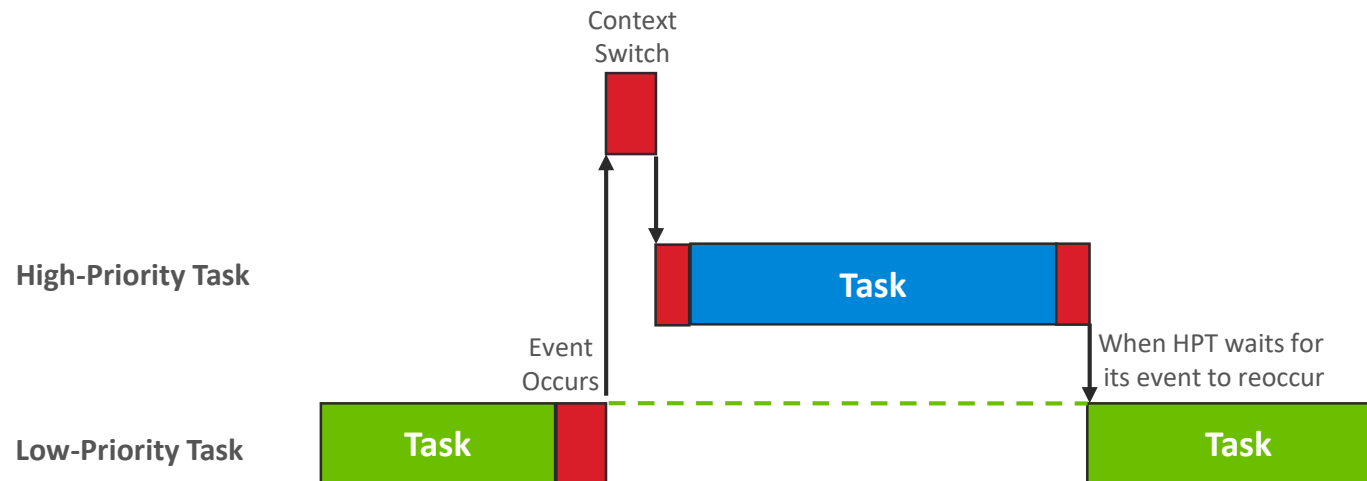 Context
Switch
High-Priority Task
Task
Event
Occurs
When HPT waits for
its event to reoccur
Low-Priority Task
Task
Task